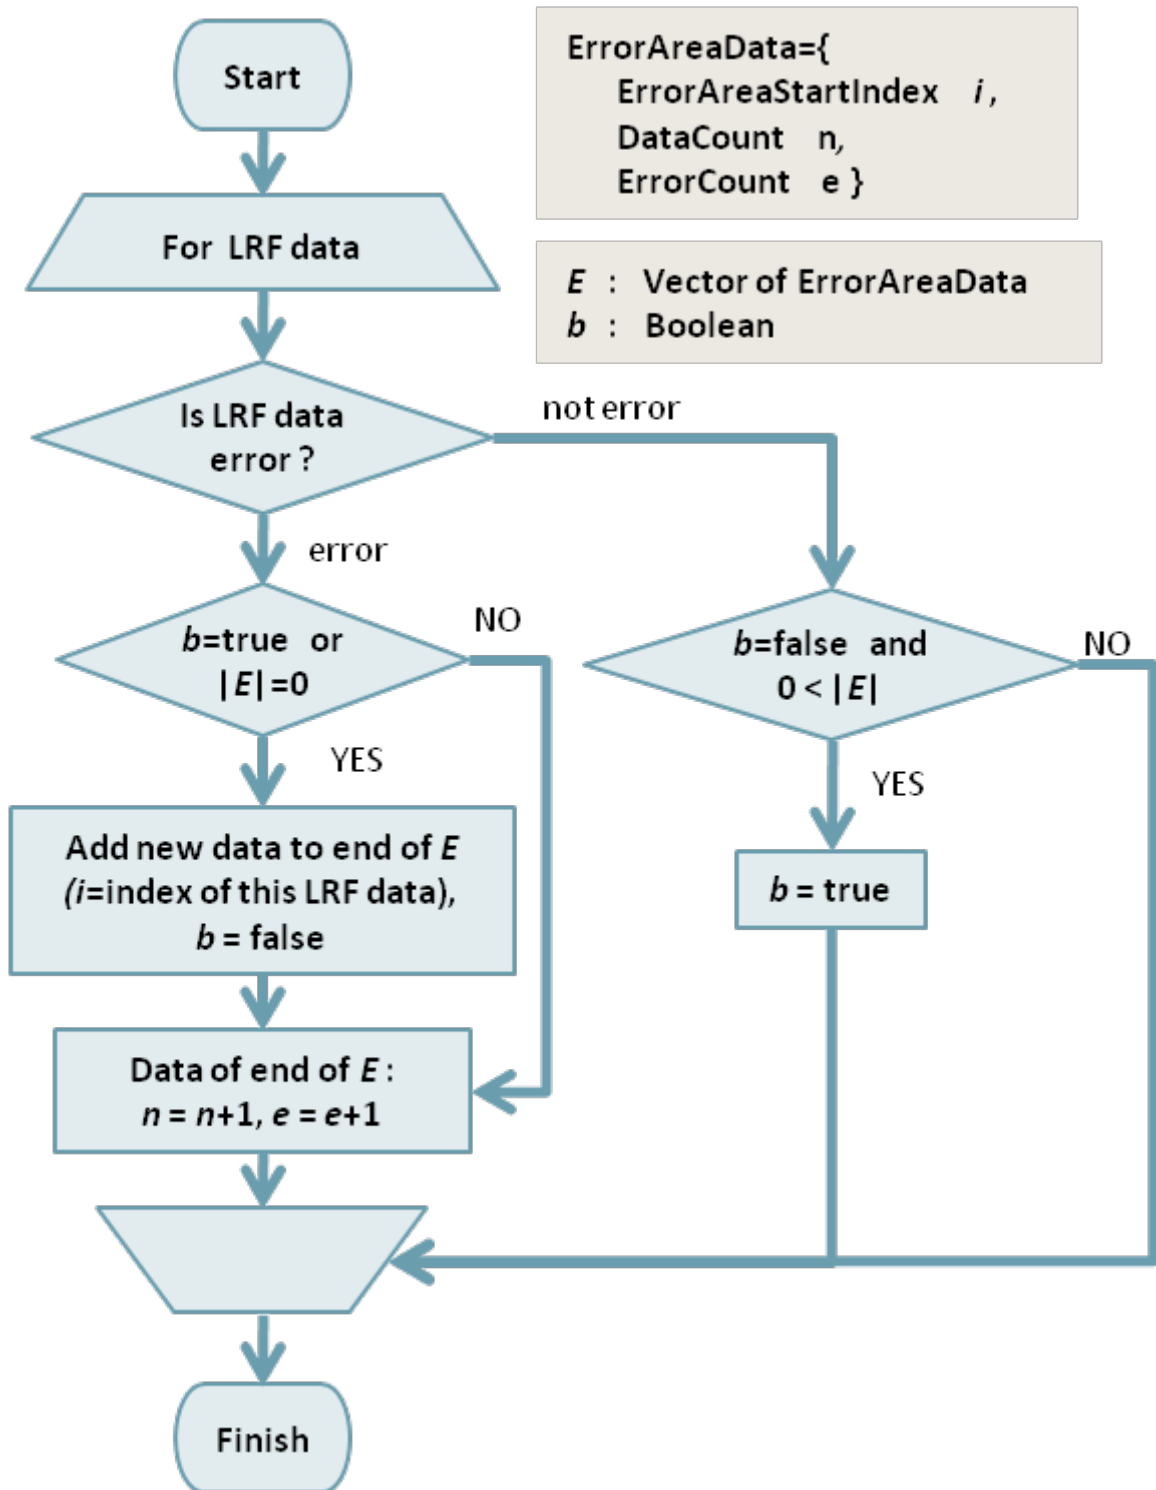 Start
ErrorAreaData={
ErrorAreaStartIndex i,
DataCount n,
ErrorCount e }
For LRF data
E : Vector of ErrorAreaData
b : Boolean
Is LRF data
error ?
not error
error
b=true or
|E|=0
NO
YES
b=false and
0 < |E|
NO
YES
Add new data to end of E
(i=index of this LRF data),
b = false
b = true
Data of end of E :
n = n+1, e = e+1
Finish